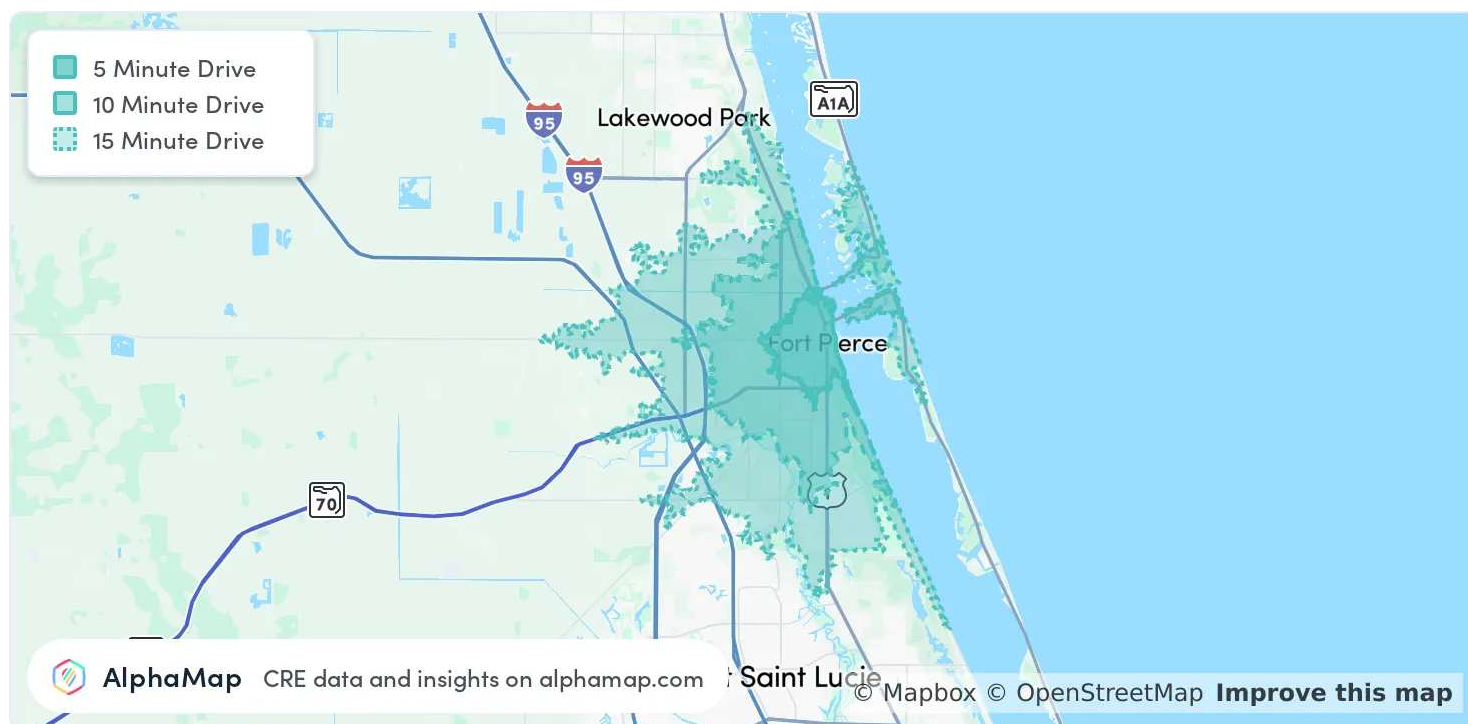 5 Minute Drive
10 Minute Drive
15 Minute Drive
95
95
A1A
Lakewood Park
Fort Pierce
70
AlphaMap CRE data and insights on alphamap.com
Saint Lucie
© Mapbox © OpenStreetMap Improve this map